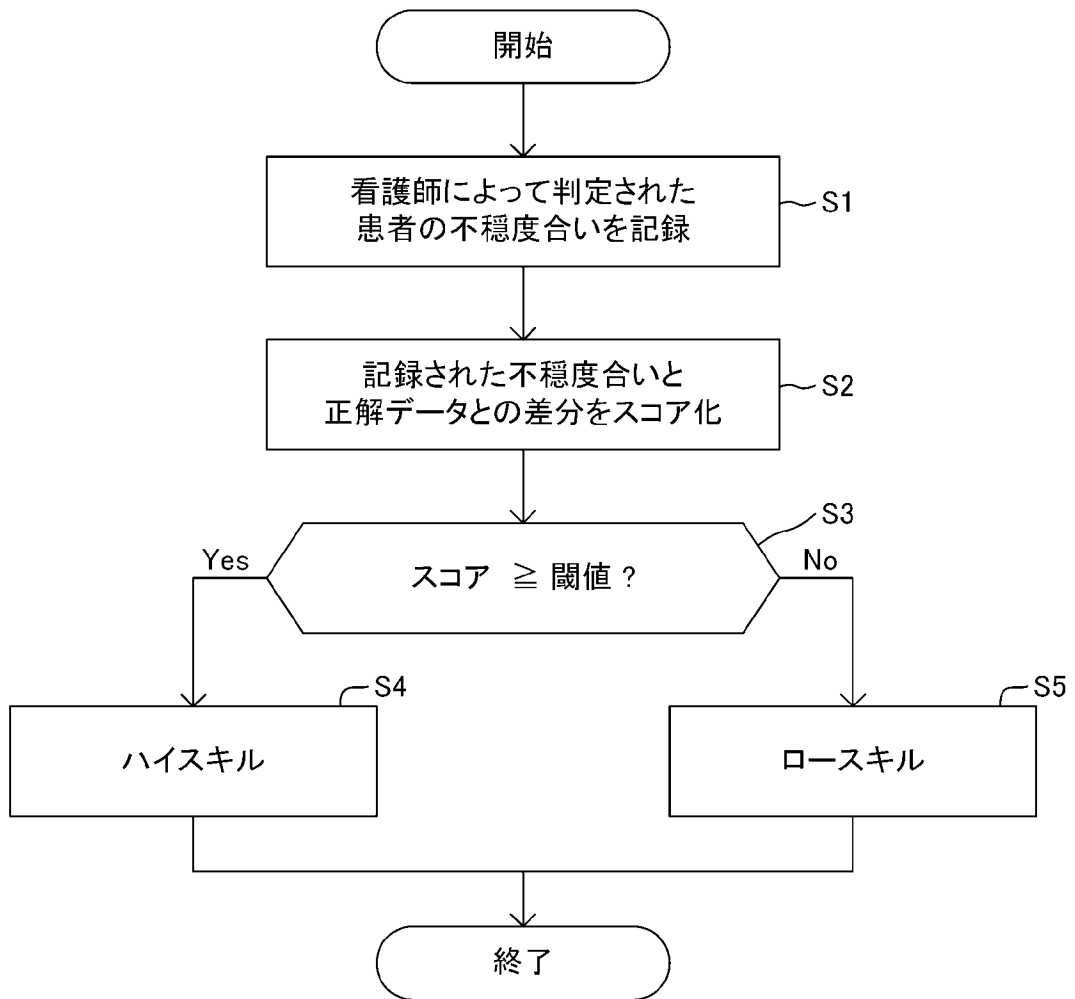 開始
看護師によって判定された
患者の不穏度合いを記録
S1
記録された不穏度合いと
正解データとの差分をスコア化
S2
S3
Yes
スコア ≧ 閾値 ?
No
S4
ハイスキル
S5
ロースキル
終了